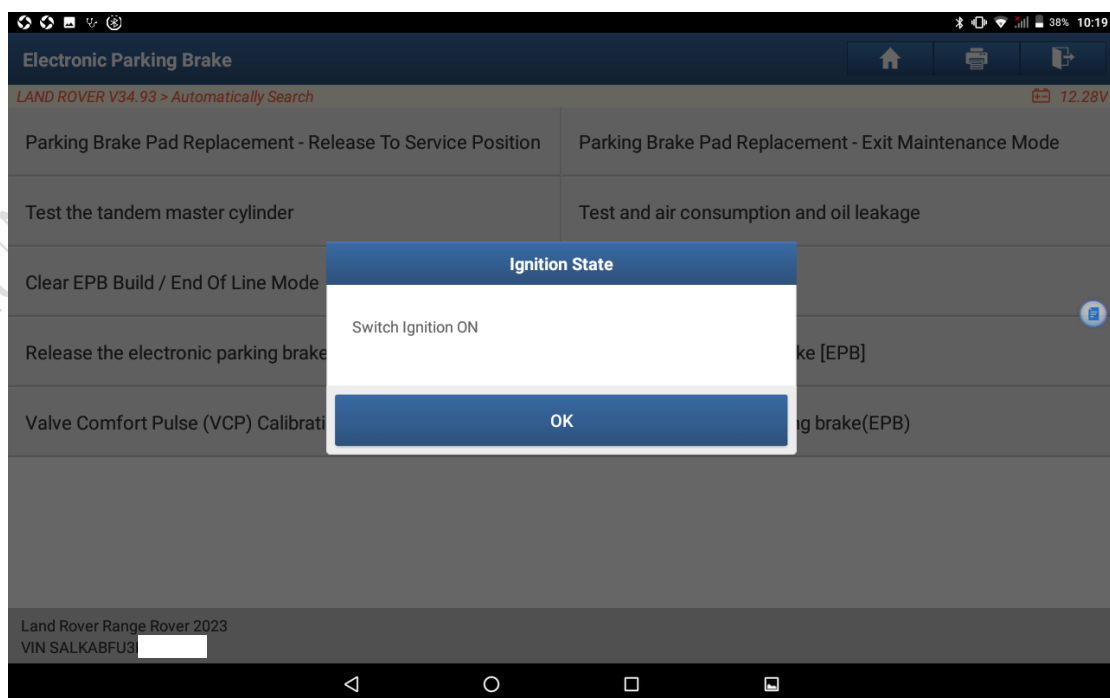 38% 10:19
Electronic Parking Brake
LAND ROVER V34.93 > Automatically Search
12.28V
Parking Brake Pad Replacement - Release To Service Position
Parking Brake Pad Replacement - Exit Maintenance Mode
Test the tandem master cylinder
Test and air consumption and oil leakage
Ignition State
Clear EPB Build / End Of Line Mode
Switch Ignition ON
Release the electronic parking brake
ke [EPB]
Valve Comfort Pulse (VCP) Calibrati
OK
g brake(EPB)
Land Rover Range Rover 2023
VIN SALKABFU3